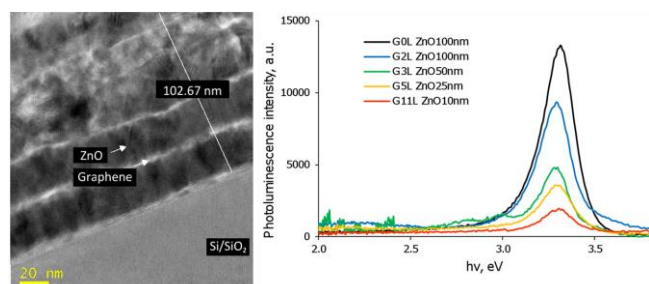 102.67 nm
ZnO
Graphene
Si/SiO₂
20 nm
Photoluminescence intensity, a.u.
15000
10000
5000
0
G0L ZnO100nm
G2L ZnO100nm
G3L ZnO50nm
G5L ZnO25nm
G11L ZnO10nm
2.0 2.5 3.0 3.5
hv, eV